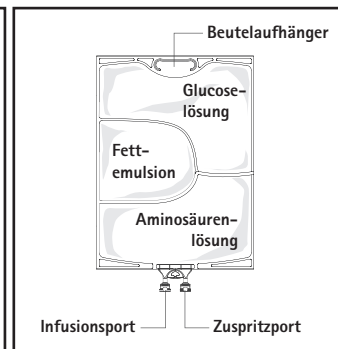 Beutelaufhänger
Glucose-
lösung
Fett-
emulsion
Aminosäuren-
lösung
Infusionsport
Zuspritzport